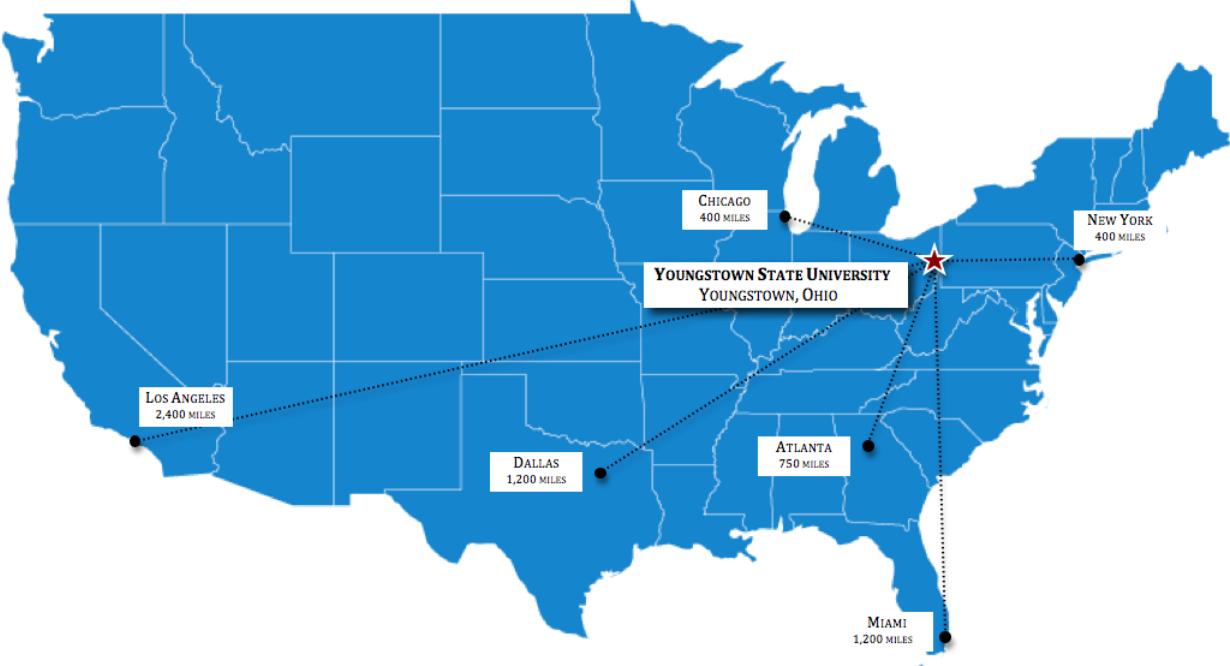 Chicago
400 miles
New York
400 miles
Youngstown State University
Youngstown, Ohio
Los Angeles
2,400 miles
Dallas
1,200 miles
Atlanta
750 miles
Miami
1,200 miles